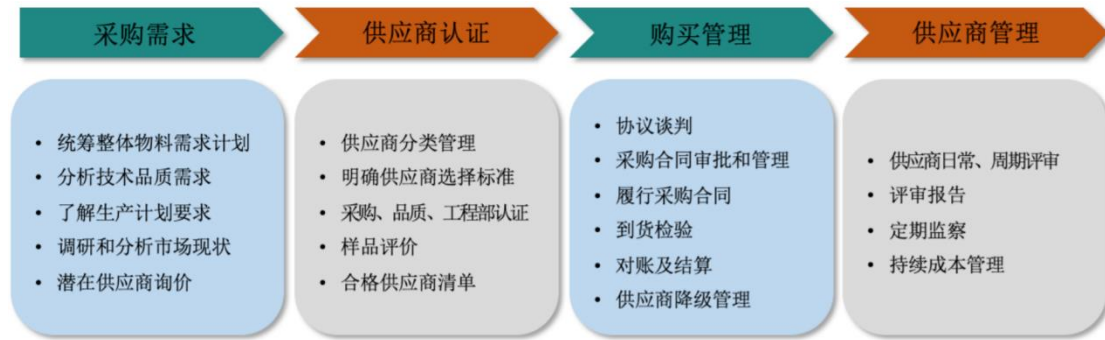 采购需求
供应商认证
购买管理
供应商管理
• 统筹整体物料需求计划
• 分析技术品质需求
• 了解生产计划要求
• 调研和分析市场现状
• 潜在供应商询价
• 供应商分类管理
• 明确供应商选择标准
• 采购、品质、工程部认证
• 样品评价
• 合格供应商清单
• 协议谈判
• 采购合同审批和管理
• 履行采购合同
• 到货检验
• 对账及结算
• 供应商降级管理
• 供应商日常、周期评审
• 评审报告
• 定期监察
• 持续成本管理